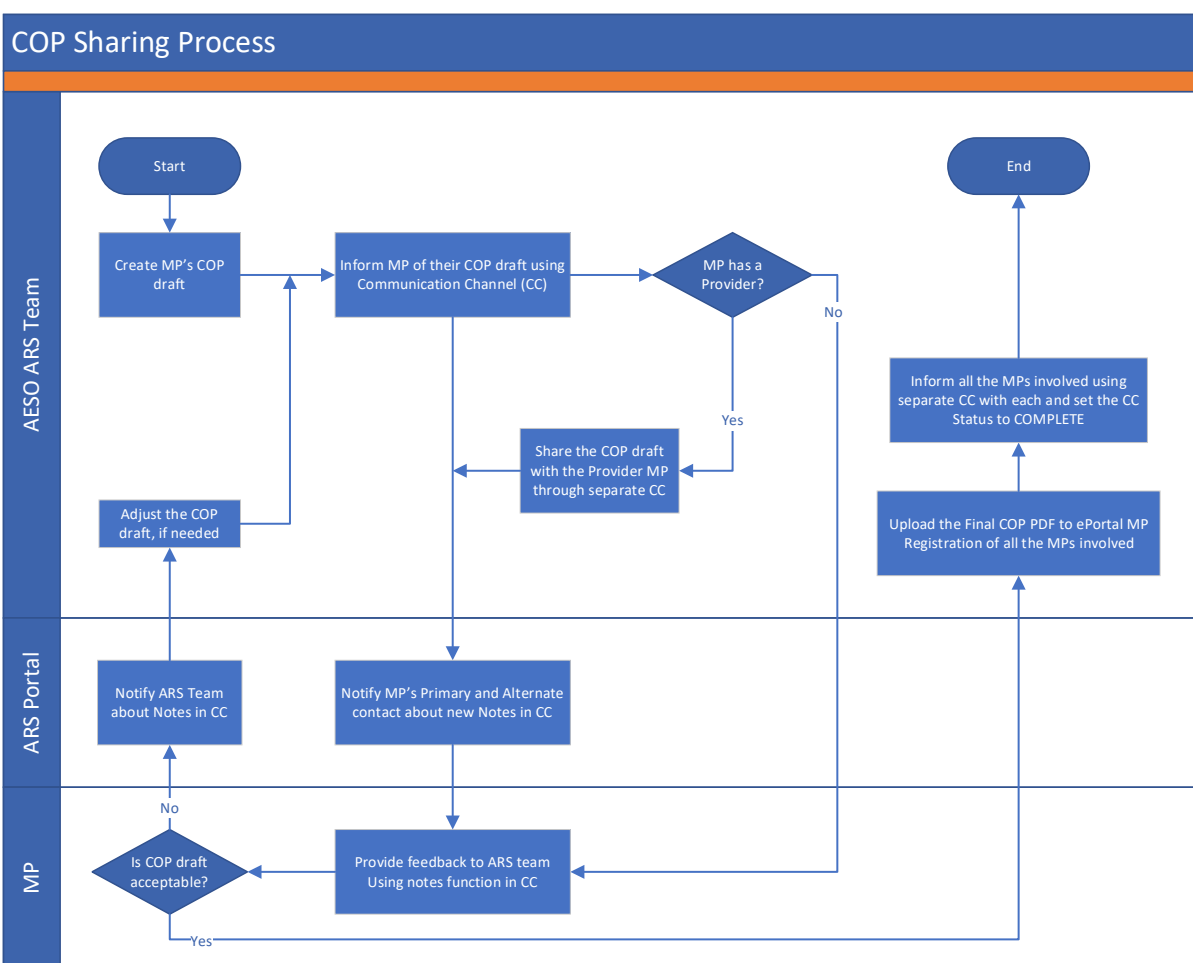 COP Sharing Process
AESO ARS Team
Start
End
Create MP’s COP
draft
Inform MP of their COP draft using
Communication Channel (CC)
MP has a
Provider?
No
Yes
Inform all the MPs involved using
separate CC with each and set the CC
Status to COMPLETE
Share the COP draft
with the Provider MP
through separate CC
Adjust the COP
draft, if needed
Upload the Final COP PDF to ePortal MP
Registration of all the MPs involved
ARS Portal
Notify ARS Team
about Notes in CC
Notify MP’s Primary and Alternate
contact about new Notes in CC
MP
No
Is COP draft
acceptable?
Provide feedback to ARS team
Using notes function in CC
Yes